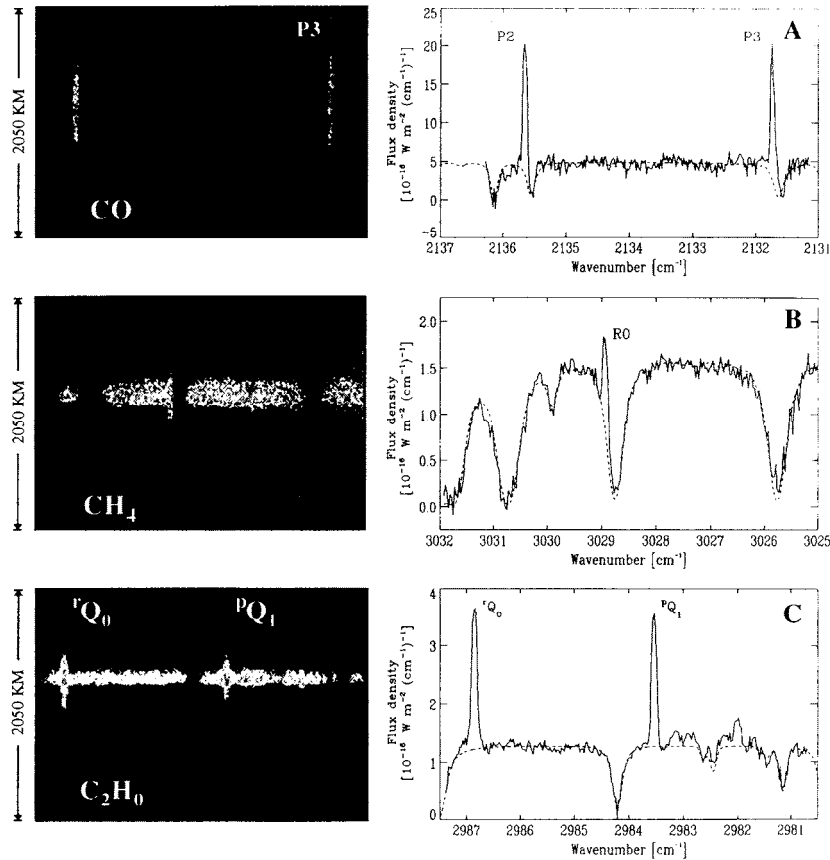 P3
2050 KM
CO
A
P2
P3
Flux density
[10⁻¹⁶ W m⁻² (cm⁻¹)⁻¹]
25
20
15
10
5
0
-5
2137 2136 2135 2134 2133 2132 2131
Wavenumber [cm⁻¹]
2050 KM
CH₄
B
R0
Flux density
[10⁻¹⁶ W m⁻² (cm⁻¹)⁻¹]
2.0
1.5
1.0
0.5
0.0
3032 3031 3030 3029 3028 3027 3026 3025
Wavenumber [cm⁻¹]
ʳQ₀ ᵖQ₁
2050 KM
C₂H₀
C
ʳQ₀ ᵖQ₁
Flux density
[10⁻¹⁶ W m⁻² (cm⁻¹)⁻¹]
4
3
2
1
0
2987 2986 2985 2984 2983 2982 2981
Wavenumber [cm⁻¹]